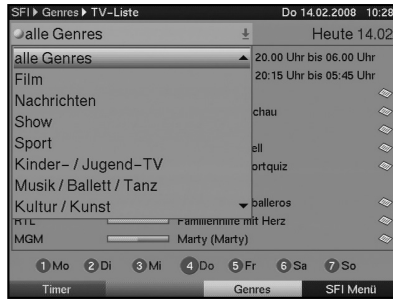 SFI ▸ Genres ▸ TV-Liste Do 14.02.2008 10:28
alle Genres Heute 14.02
alle Genres 20.00 Uhr bis 06.00 Uhr
Film 20:15 Uhr bis 05:45 Uhr
Nachrichten
Show chau
Sport
ell
Kinder- / Jugend-TV ortquiz
Musik / Ballett / Tanz
Kultur / Kunst balleros
RTL Familienhilfe mit Herz
MGM Marty (Marty)
1 Mo 2 Di 3 Mi 4 Do 5 Fr 6 Sa 7 So
Timer Genres SFI Menü